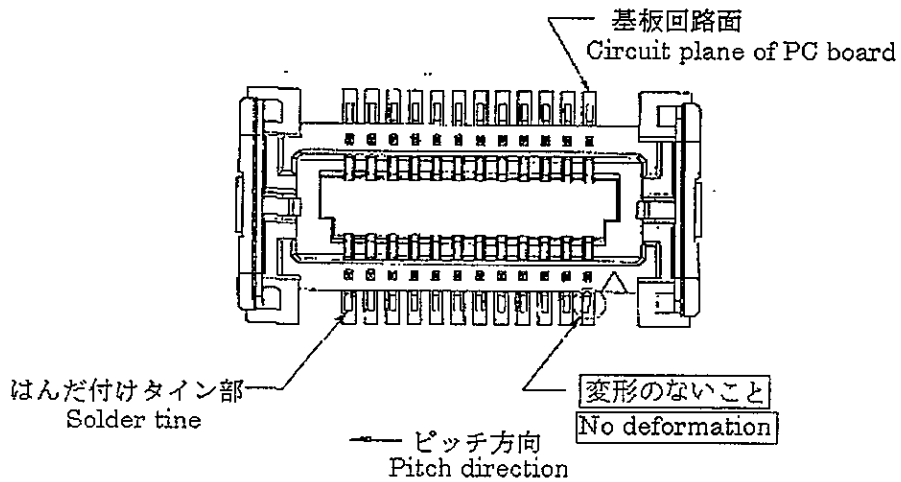 基板回路面
Circuit plane of PC board
はんだ付けタイン部
Solder tine
変形のないこと
No deformation
ピッチ方向
Pitch direction